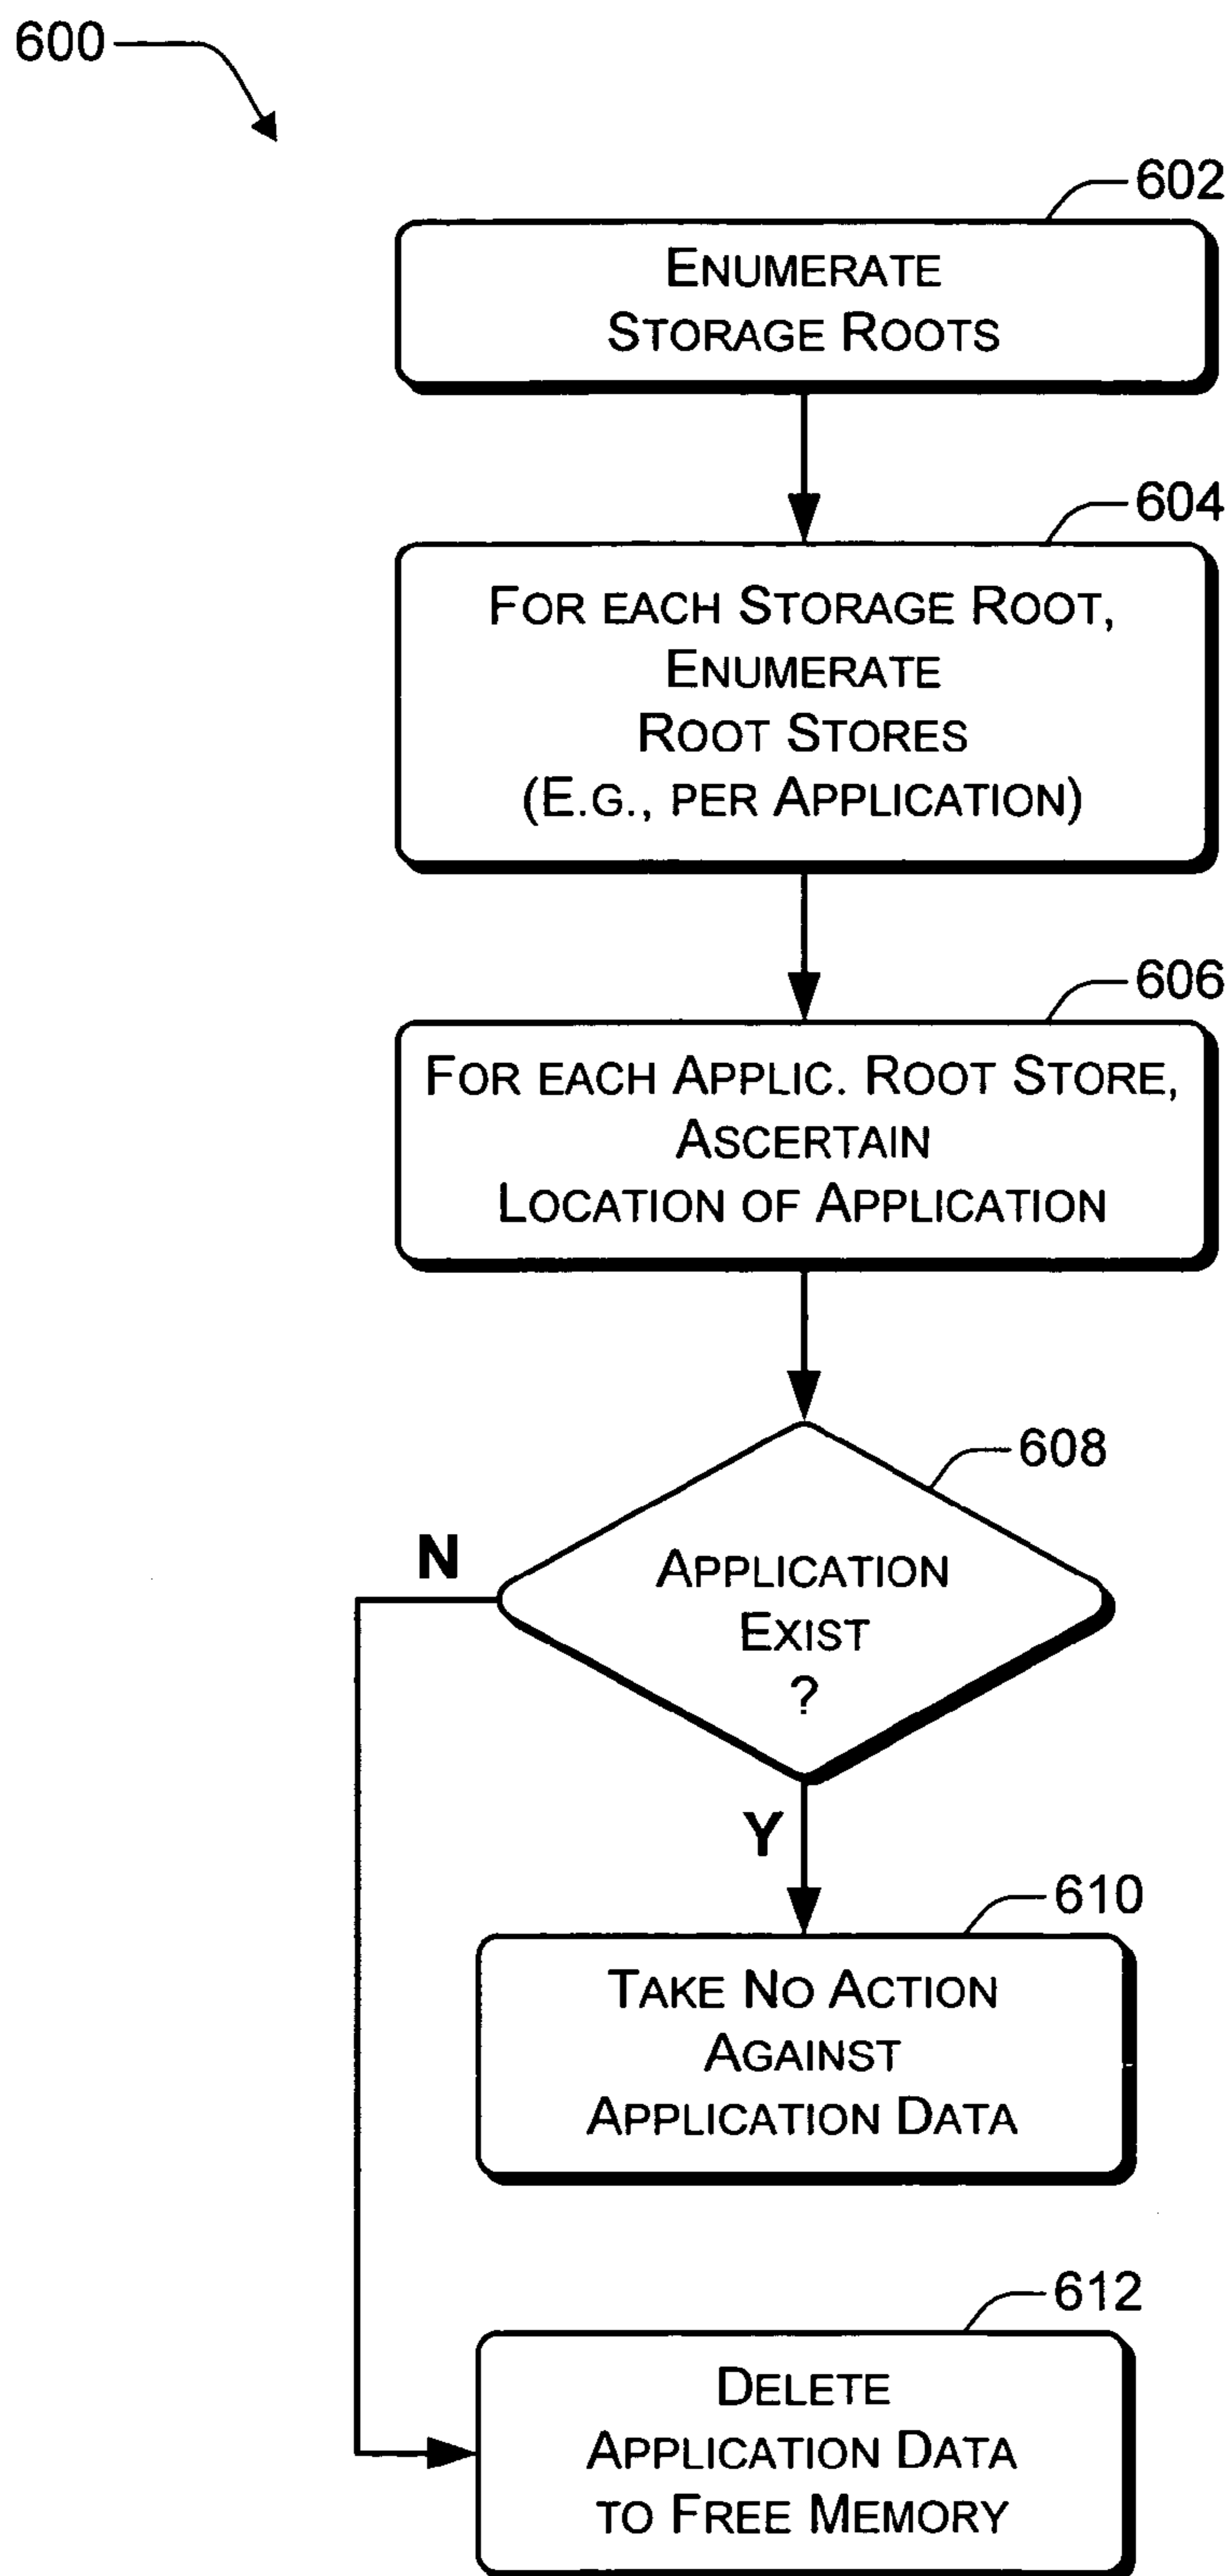 600
602
ENUMERATE
STORAGE ROOTS
604
FOR EACH STORAGE ROOT,
ENUMERATE
ROOT STORES
(E.G., PER APPLICATION)
606
FOR EACH APPLIC. ROOT STORE,
ASCERTAIN
LOCATION OF APPLICATION
608
N
APPLICATION
EXIST
?
Y
610
TAKE NO ACTION
AGAINST
APPLICATION DATA
612
DELETE
APPLICATION DATA
TO FREE MEMORY